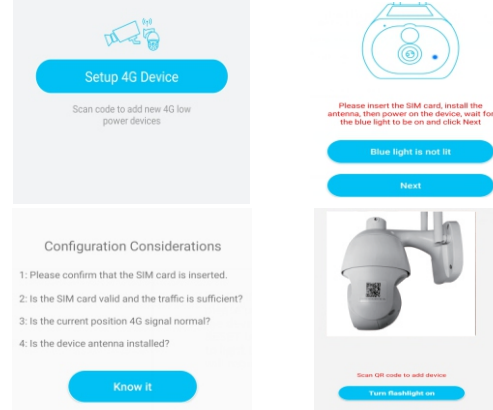 Setup 4G Device
Scan code to add new 4G low
power devices
Please insert the SIM card, install the
antenna, then power on the device, wait for
the blue light to be on and click Next
Blue light is not lit
Next
Configuration Considerations
1: Please confirm that the SIM card is inserted.
2: Is the SIM card valid and the traffic is sufficient?
3: Is the current position 4G signal normal?
4: Is the device antenna installed?
Know it
Scan QR code to add device
Turn flashlight on